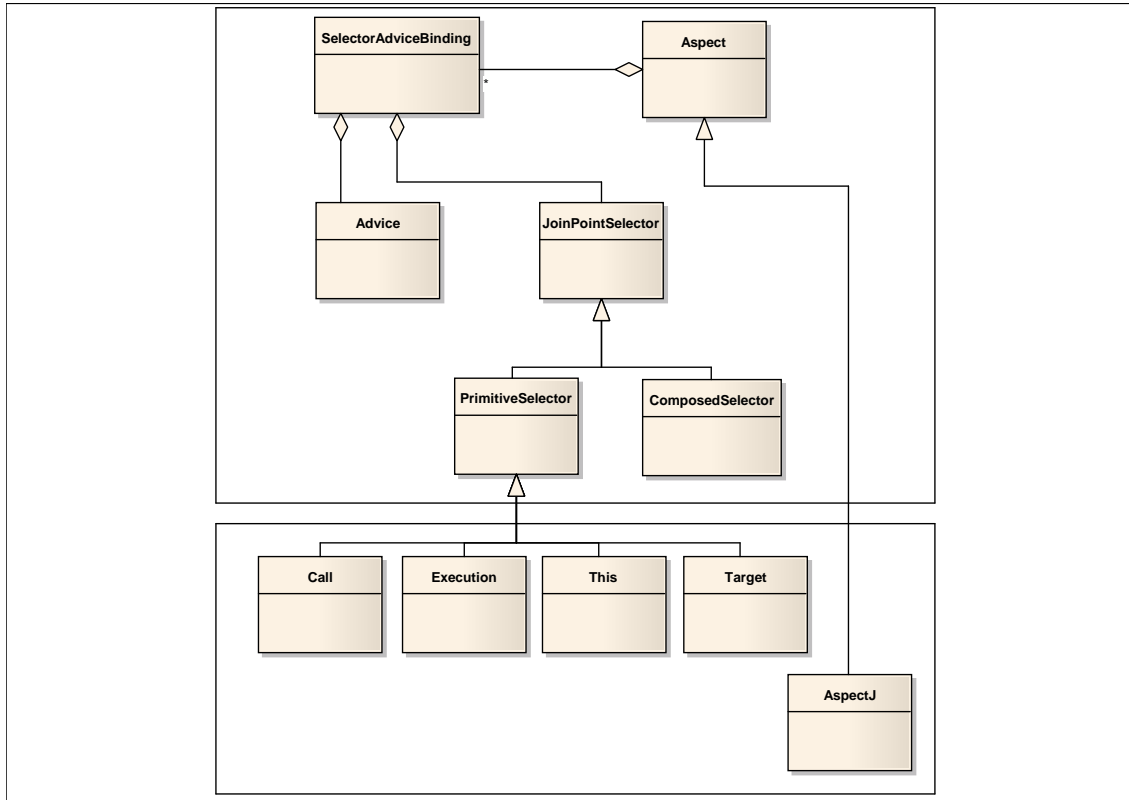 SelectorAdviceBinding
Aspect
*
Advice
JoinPointSelector
PrimitiveSelector
ComposedSelector
Call
Execution
This
Target
AspectJ